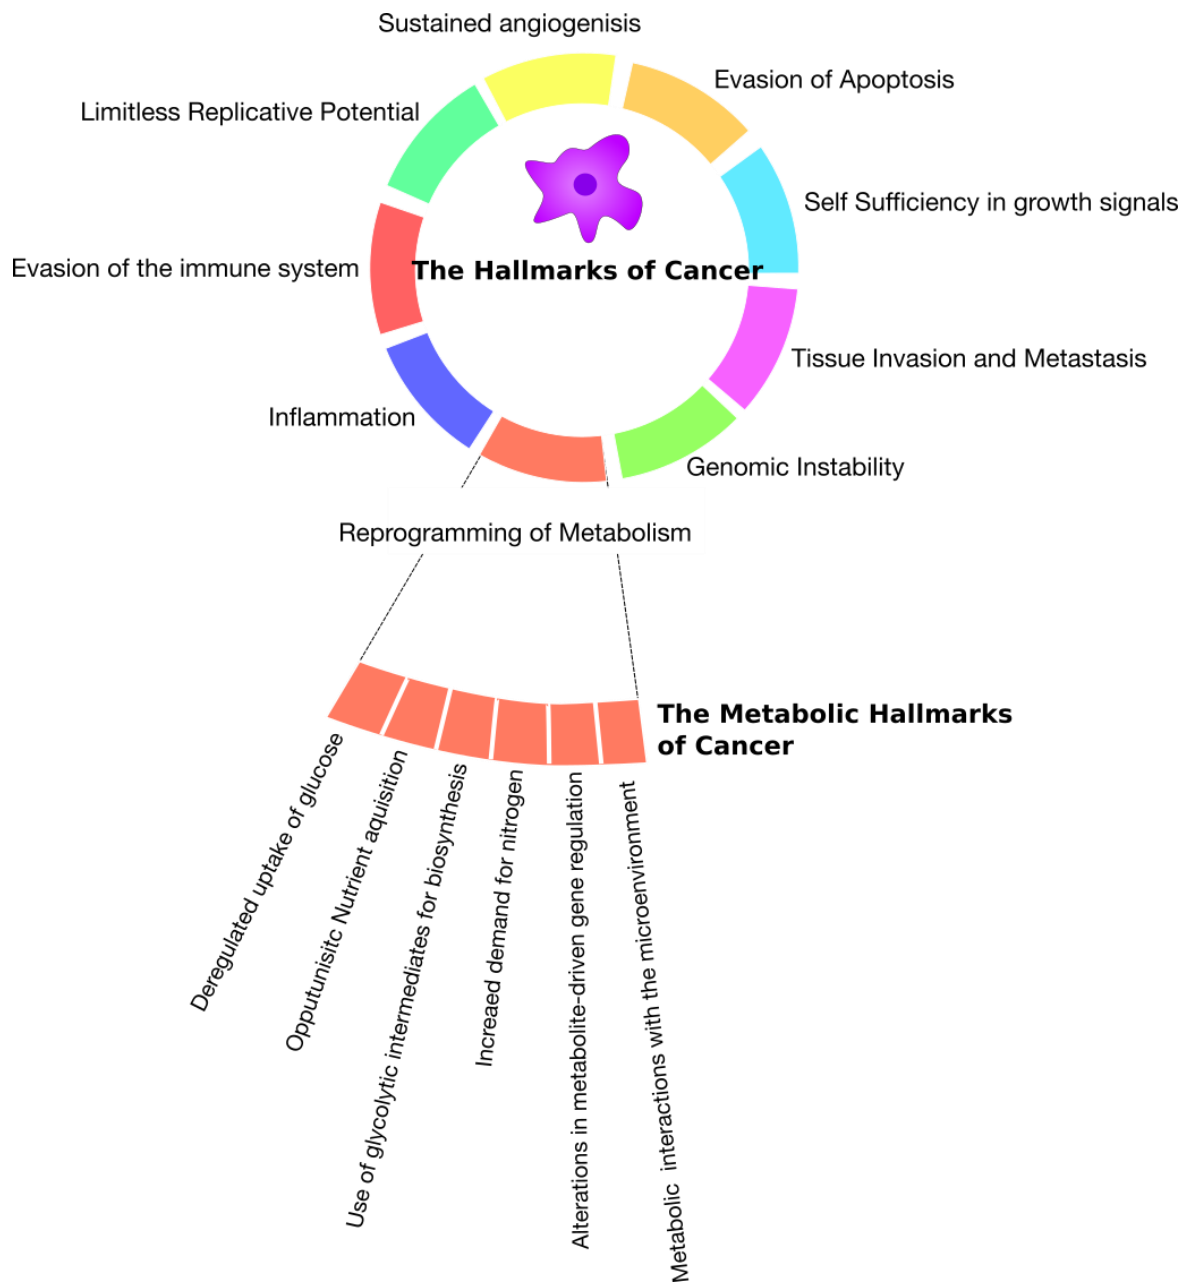 Sustained angiogenisis
Evasion of Apoptosis
Limitless Replicative Potential
Self Sufficiency in growth signals
Evasion of the immune system
The Hallmarks of Cancer
Tissue Invasion and Metastasis
Inflammation
Genomic Instability
Reprogramming of Metabolism
The Metabolic Hallmarks
of Cancer
Deregulated uptake of glucose
Opputunisitc Nutrient aquisition
Use of glycolytic intermediates for biosynthesis
Increaed demand for nitrogen
Alterations in metabolite-driven gene regulation
Metabolic interactions with the microenvironment